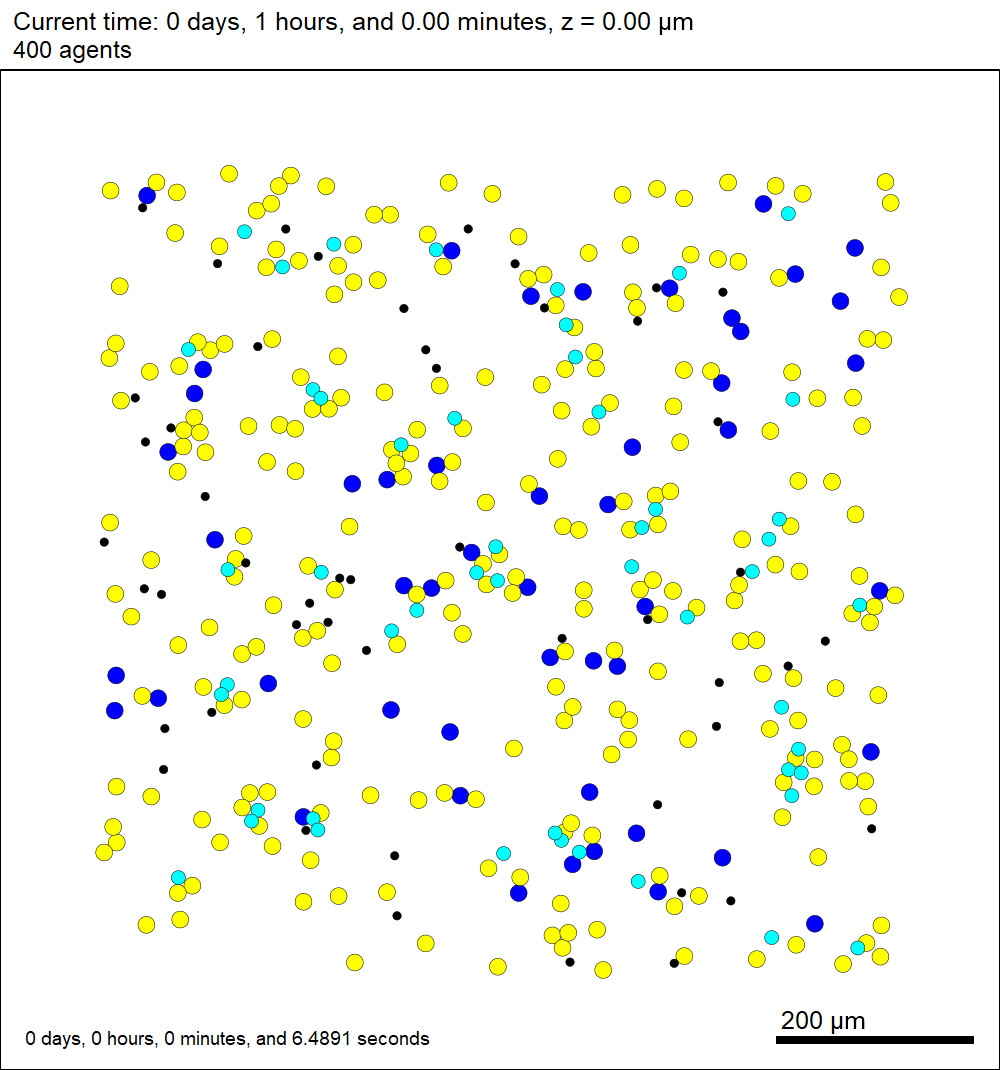 Current time: 0 days, 1 hours, and 0.00 minutes, z = 0.00 µm
400 agents
200 µm
0 days, 0 hours, 0 minutes, and 6.4891 seconds